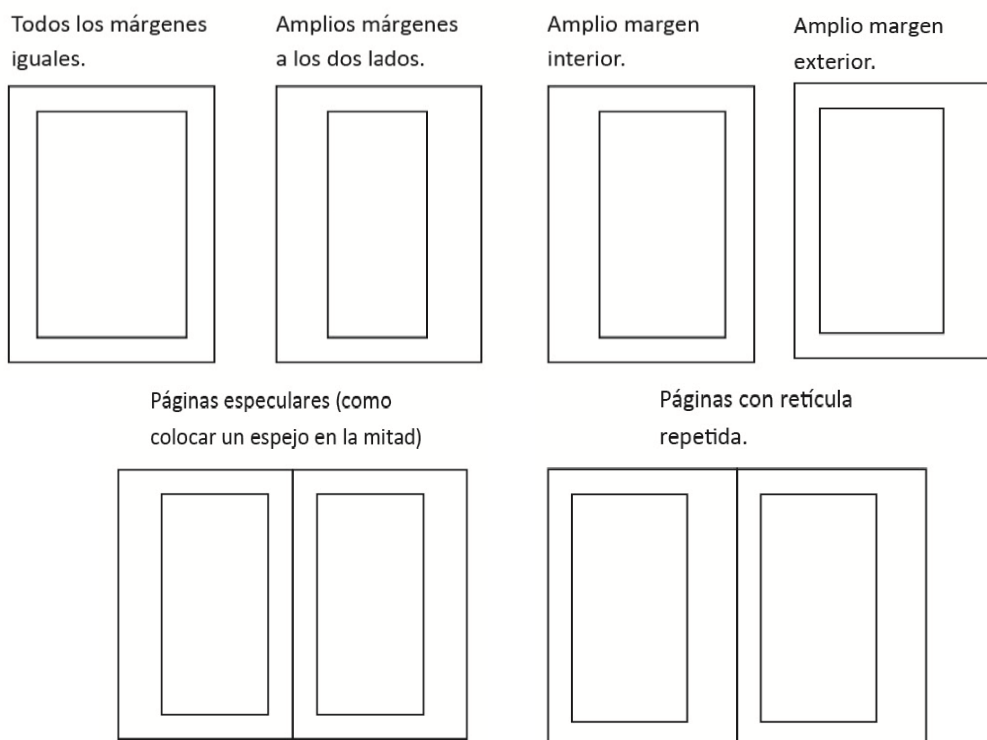 Todos los márgenes
iguales.
Amplios márgenes
a los dos lados.
Amplio margen
interior.
Amplio margen
exterior.
Páginas especulares (como
colocar un espejo en la mitad)
Páginas con retícula
repetida.